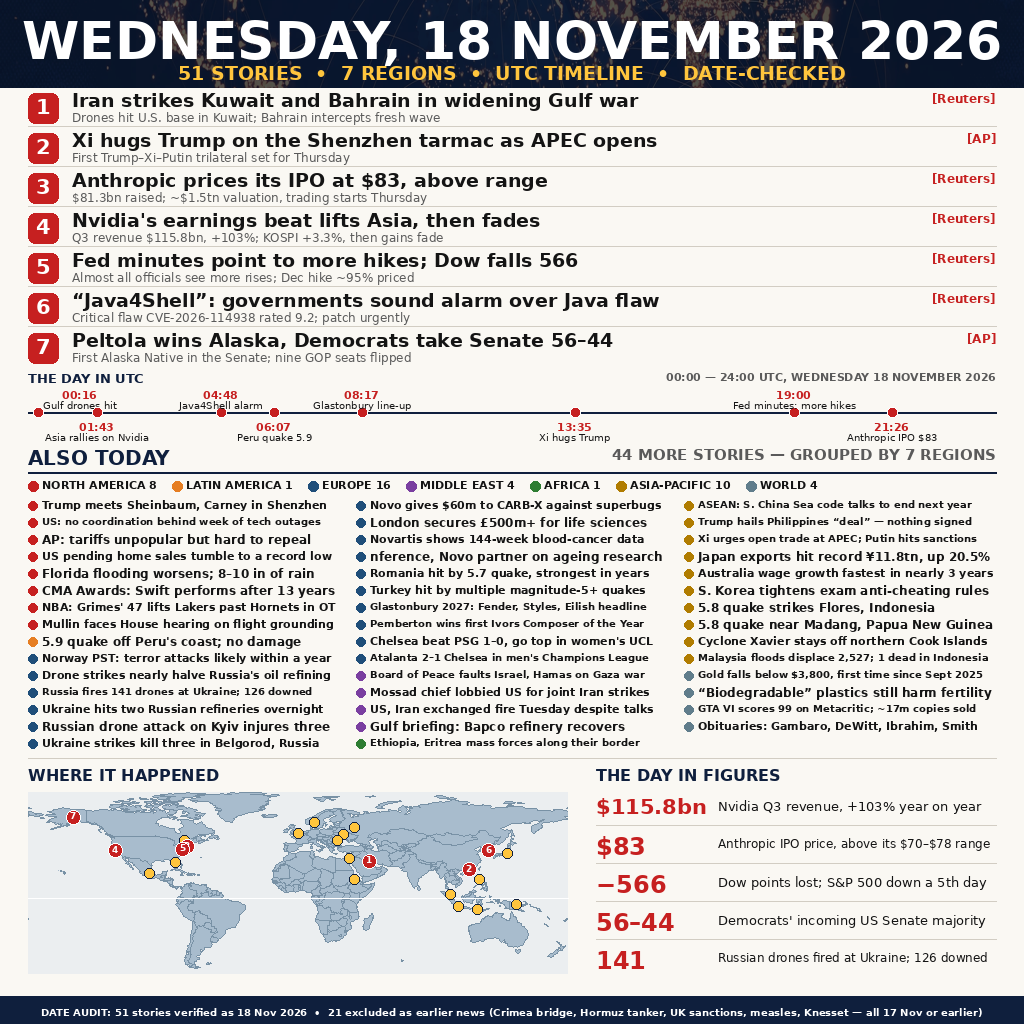 WEDNESDAY, 18 NOVEMBER 2026
51 STORIES • 7 REGIONS • UTC TIMELINE • DATE-CHECKED
1 Iran strikes Kuwait and Bahrain in widening Gulf war [Reuters]
Drones hit U.S. base in Kuwait; Bahrain intercepts fresh wave
2 Xi hugs Trump on the Shenzhen tarmac as APEC opens [AP]
First Trump–Xi–Putin trilateral set for Thursday
3 Anthropic prices its IPO at $83, above range [Reuters]
$81.3bn raised; ~$1.5tn valuation, trading starts Thursday
4 Nvidia's earnings beat lifts Asia, then fades [Reuters]
Q3 revenue $115.8bn, +103%; KOSPI +3.3%, then gains fade
5 Fed minutes point to more hikes; Dow falls 566 [Reuters]
Almost all officials see more rises; Dec hike ~95% priced
6 “Java4Shell”: governments sound alarm over Java flaw [Reuters]
Critical flaw CVE-2026-114938 rated 9.2; patch urgently
7 Peltola wins Alaska, Democrats take Senate 56–44 [AP]
First Alaska Native in the Senate; nine GOP seats flipped
THE DAY IN UTC
00:00 — 24:00 UTC, WEDNESDAY 18 NOVEMBER 2026
00:16
Gulf drones hit
01:43
Asia rallies on Nvidia
04:48
Java4Shell alarm
06:07
Peru quake 5.9
08:17
Glastonbury line-up
13:35
Xi hugs Trump
19:00
Fed minutes: more hikes
21:26
Anthropic IPO $83
ALSO TODAY
44 MORE STORIES — GROUPED BY 7 REGIONS
NORTH AMERICA 8 LATIN AMERICA 1 EUROPE 16 MIDDLE EAST 4 AFRICA 1 ASIA-PACIFIC 10 WORLD 4
Trump meets Sheinbaum, Carney in Shenzhen
US: no coordination behind week of tech outages
AP: tariffs unpopular but hard to repeal
US pending home sales tumble to a record low
Florida flooding worsens; 8–10 in of rain
CMA Awards: Swift performs after 13 years
NBA: Grimes' 47 lifts Lakers past Hornets in OT
Mullin faces House hearing on flight grounding
5.9 quake off Peru's coast; no damage
Norway PST: terror attacks likely within a year
Drone strikes nearly halve Russia's oil refining
Russia fires 141 drones at Ukraine; 126 downed
Ukraine hits two Russian refineries overnight
Russian drone attack on Kyiv injures three
Ukraine strikes kill three in Belgorod, Russia
Novo gives $60m to CARB-X against superbugs
London secures £500m+ for life sciences
Novartis shows 144-week blood-cancer data
nference, Novo partner on ageing research
Romania hit by 5.7 quake, strongest in years
Turkey hit by multiple magnitude-5+ quakes
Glastonbury 2027: Fender, Styles, Eilish headline
Pemberton wins first Ivors Composer of the Year
Chelsea beat PSG 1–0, go top in women's UCL
Atalanta 2–1 Chelsea in men's Champions League
Board of Peace faults Israel, Hamas on Gaza war
Mossad chief lobbied US for joint Iran strikes
US, Iran exchanged fire Tuesday despite talks
Gulf briefing: Bapco refinery recovers
Ethiopia, Eritrea mass forces along their border
ASEAN: S. China Sea code talks to end next year
Trump hails Philippines “deal” — nothing signed
Xi urges open trade at APEC; Putin hits sanctions
Japan exports hit record ¥11.8tn, up 20.5%
Australia wage growth fastest in nearly 3 years
S. Korea tightens exam anti-cheating rules
5.8 quake strikes Flores, Indonesia
5.8 quake near Madang, Papua New Guinea
Cyclone Xavier stays off northern Cook Islands
Malaysia floods displace 2,527; 1 dead in Indonesia
Gold falls below $3,800, first time since Sept 2025
“Biodegradable” plastics still harm fertility
GTA VI scores 99 on Metacritic; ~17m copies sold
Obituaries: Gambaro, DeWitt, Ibrahim, Smith
WHERE IT HAPPENED
7
4
5
1
2
6
THE DAY IN FIGURES
$115.8bn Nvidia Q3 revenue, +103% year on year
$83 Anthropic IPO price, above its $70–$78 range
−566 Dow points lost; S&P 500 down a 5th day
56–44 Democrats' incoming US Senate majority
141 Russian drones fired at Ukraine; 126 downed
DATE AUDIT: 51 stories verified as 18 Nov 2026 • 21 excluded as earlier news (Crimea bridge, Hormuz tanker, UK sanctions, measles, Knesset — all 17 Nov or earlier)